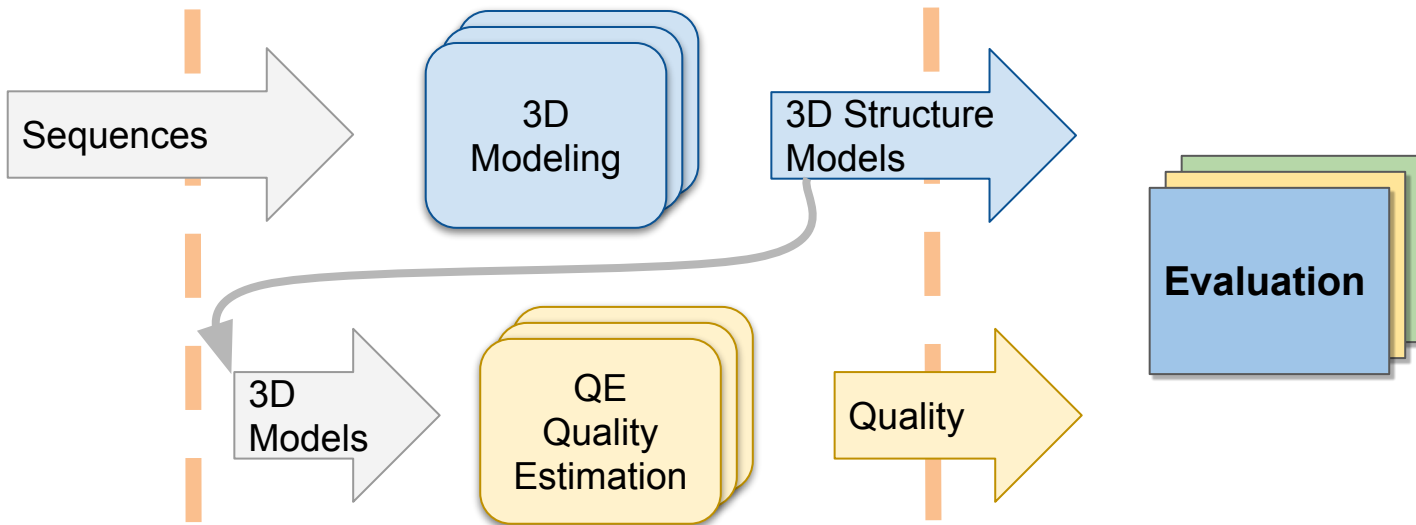 Sequences
3D
Modeling
3D Structure
Models
Evaluation
3D
Models
QE
Quality
Estimation
Quality